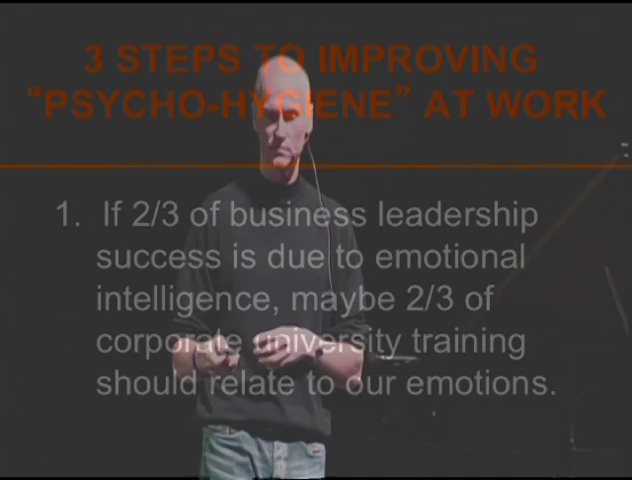 3 STEPS TO IMPROVING
“PSYCHO-HYGIENE” AT WORK
1. If 2/3 of business leadership
success is due to emotional
intelligence, maybe 2/3 of
corporate university training
should relate to our emotions.